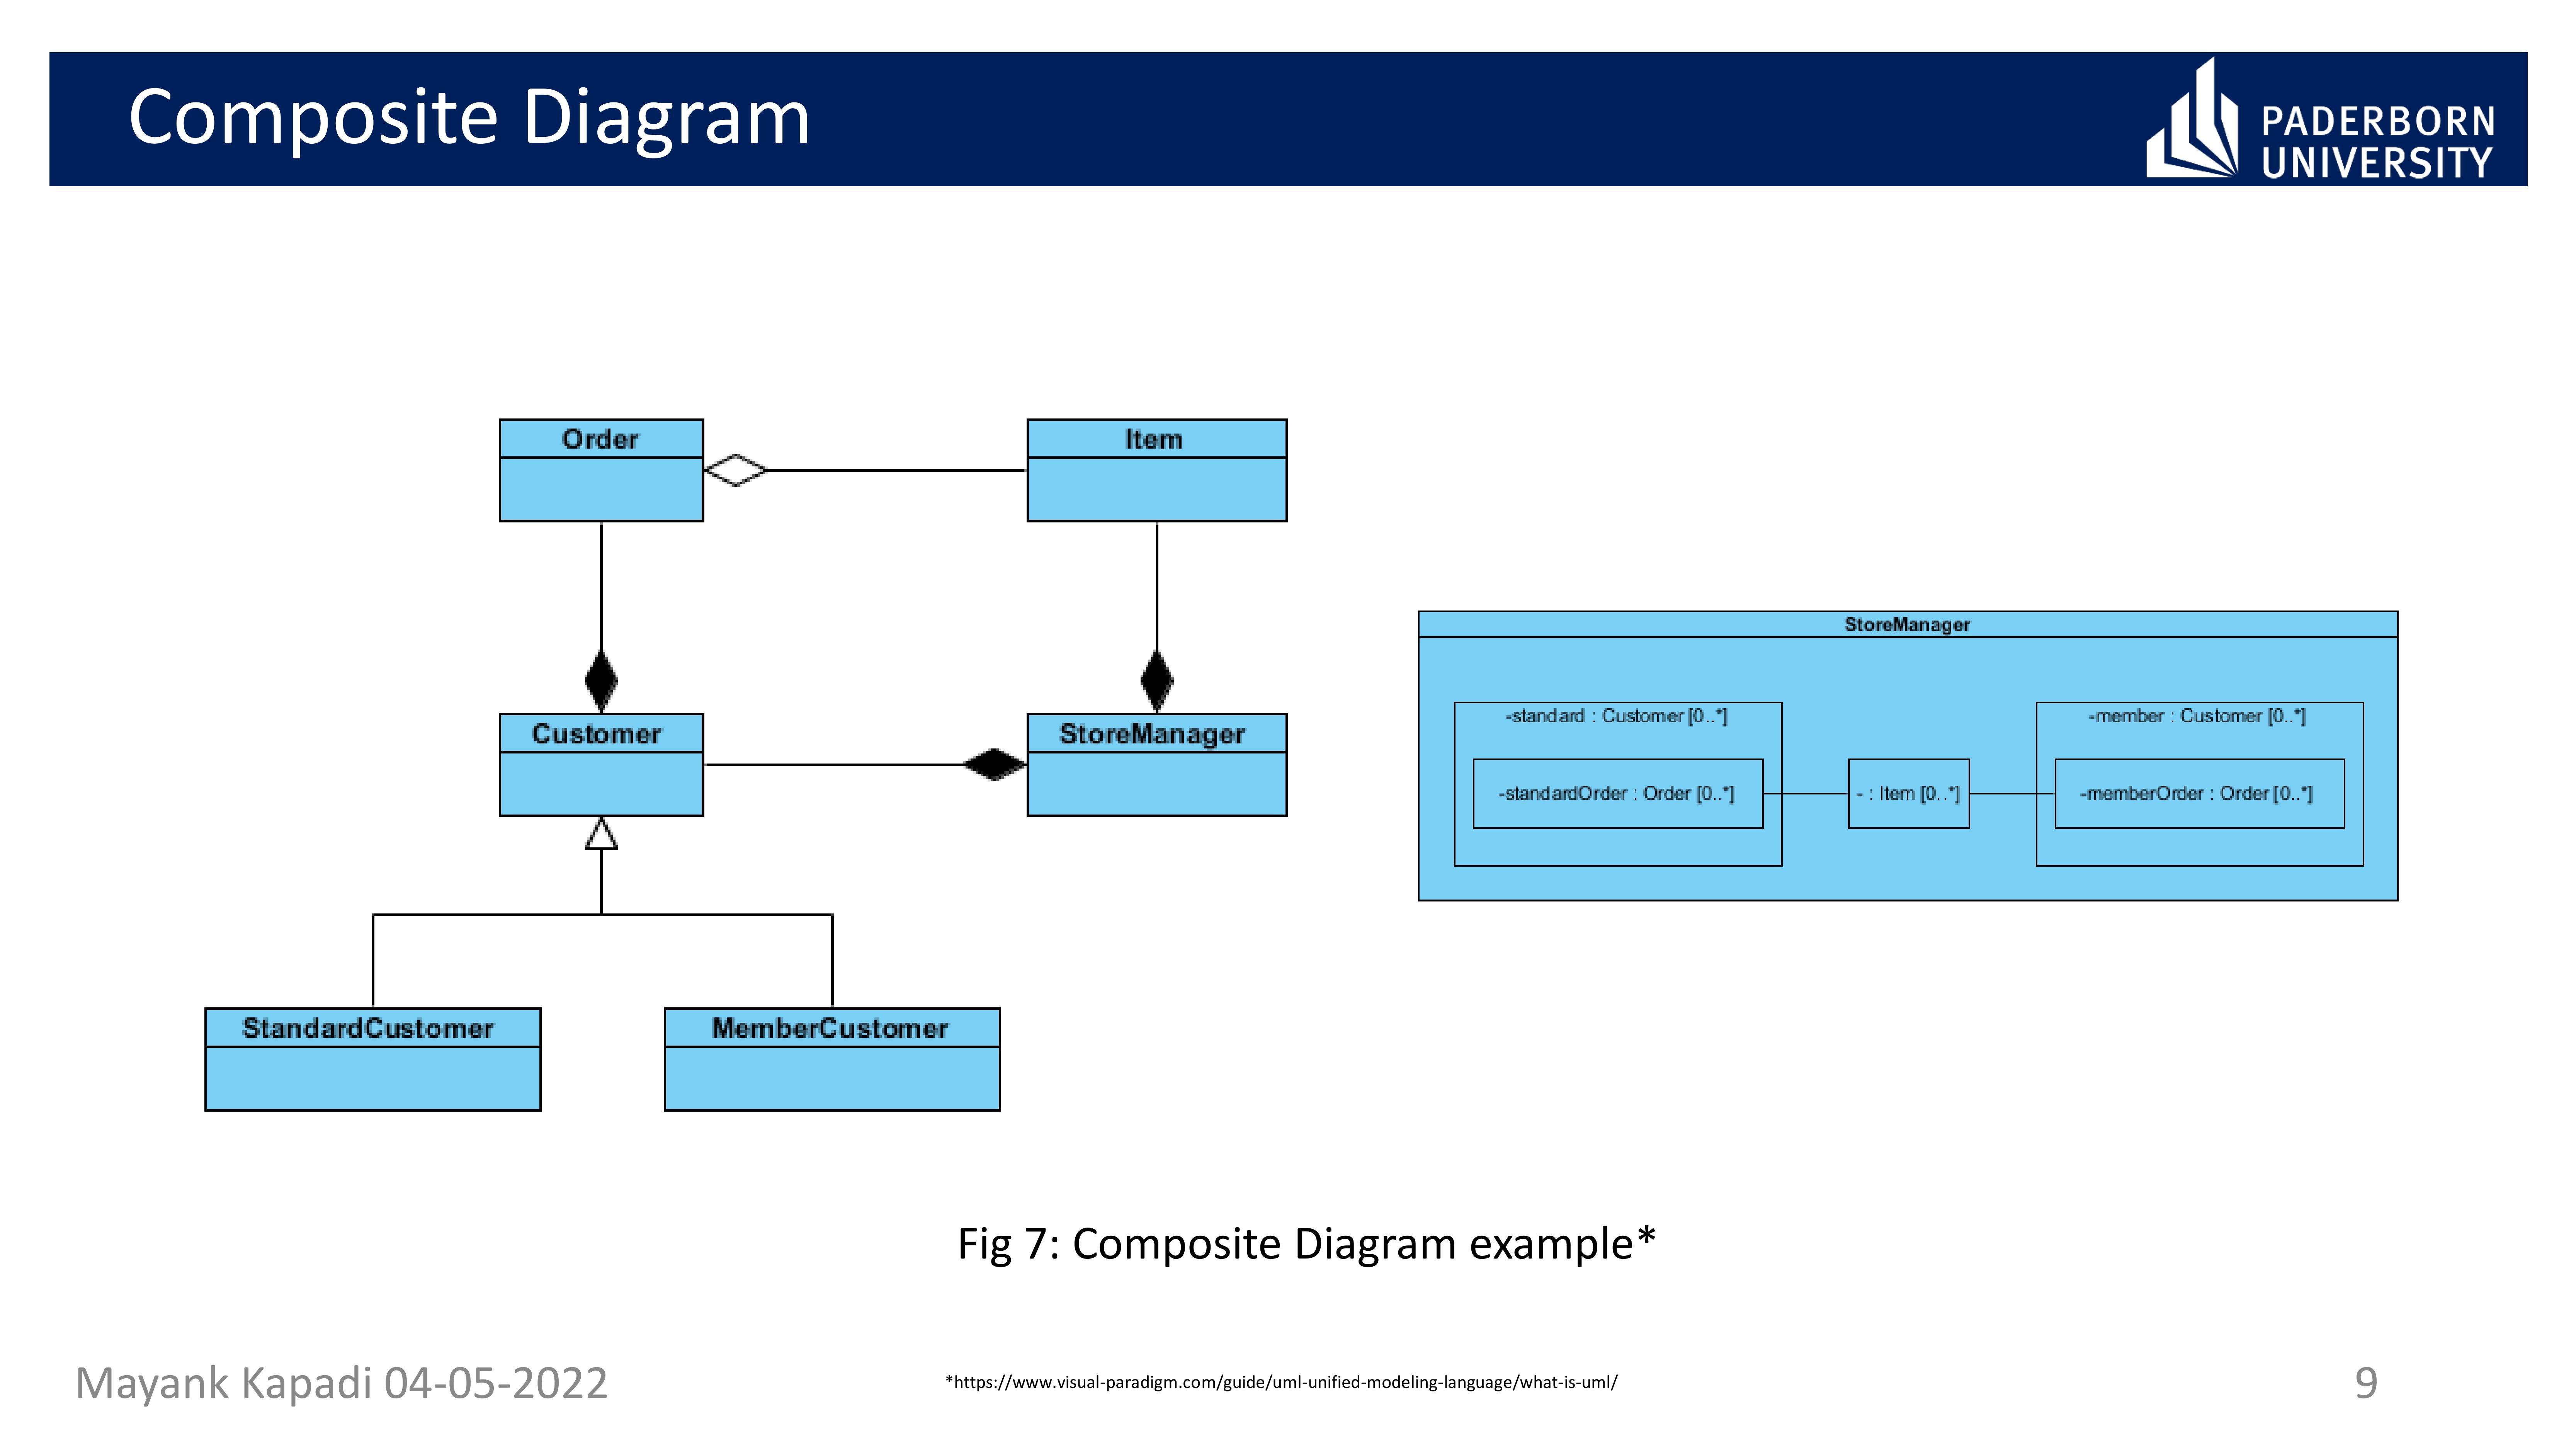 Composite Diagram
PADERBORN
UNIVERSITY
Order
Item
Customer
StoreManager
StandardCustomer
MemberCustomer
StoreManager
-standard : Customer [0..*]
-member : Customer [0..*]
-standardOrder : Order [0..*]
- : Item [0..*]
-memberOrder : Order [0..*]
Fig 7: Composite Diagram example*
Mayank Kapadi 04-05-2022
*https://www.visual-paradigm.com/guide/uml-unified-modeling-language/what-is-uml/
9